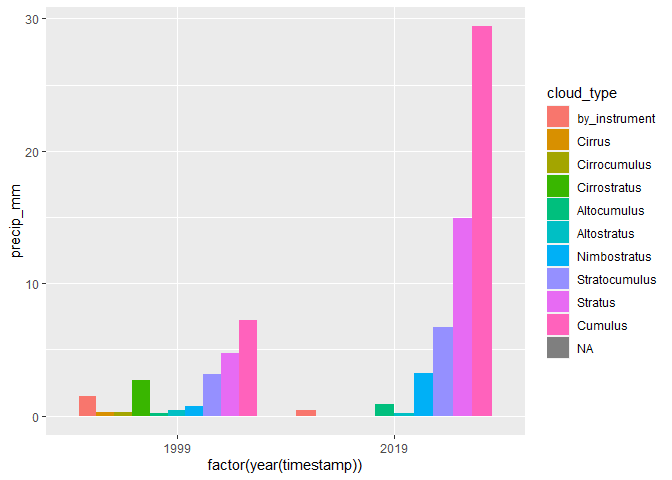 30
20
10
0
precip_mm
1999
2019
factor(year(timestamp))
cloud_type
by_instrument
Cirrus
Cirrocumulus
Cirrostratus
Altocumulus
Altostratus
Nimbostratus
Stratocumulus
Stratus
Cumulus
NA